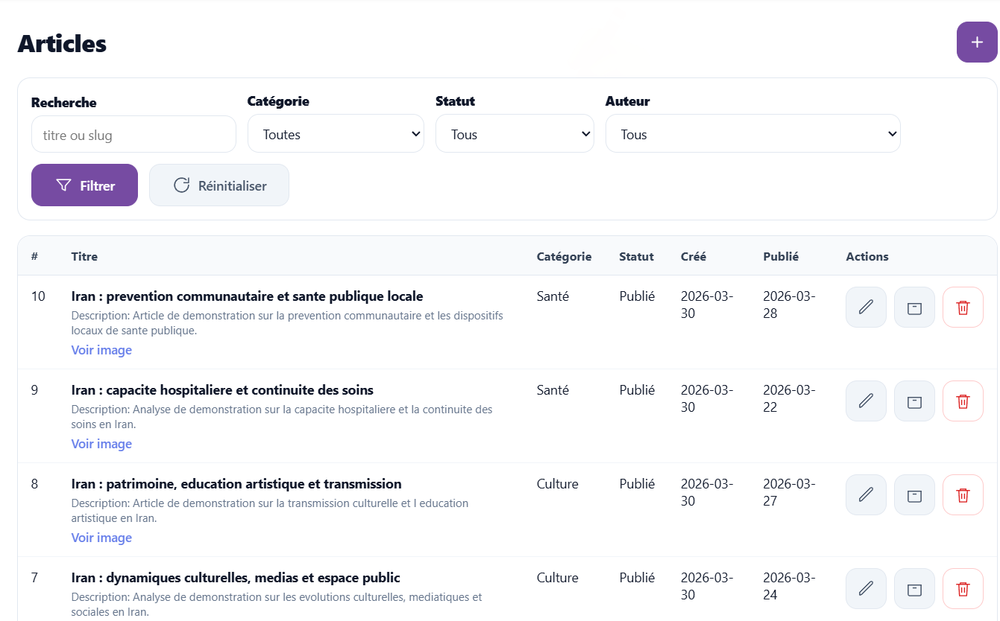 Articles
+
Recherche
Catégorie
Statut
Auteur
titre ou slug
Toutes
Tous
Tous
Filtrer
Réinitialiser
# Titre Catégorie Statut Créé Publié Actions
10 Iran : prevention communautaire et sante publique locale Santé Publié 2026-03- 2026-03-
30 28
Description: Article de demonstration sur la prevention communautaire et les dispositifs
locaux de sante publique.
Voir image
9 Iran : capacite hospitaliere et continuite des soins Santé Publié 2026-03- 2026-03-
30 22
Description: Analyse de demonstration sur la capacite hospitaliere et la continuite des
soins en Iran.
Voir image
8 Iran : patrimoine, education artistique et transmission Culture Publié 2026-03- 2026-03-
30 27
Description: Article de demonstration sur la transmission culturelle et l education
artistique en Iran.
Voir image
7 Iran : dynamiques culturelles, medias et espace public Culture Publié 2026-03- 2026-03-
30 24
Description: Analyse de demonstration sur les evolutions culturelles, mediatiques et
sociales en Iran.